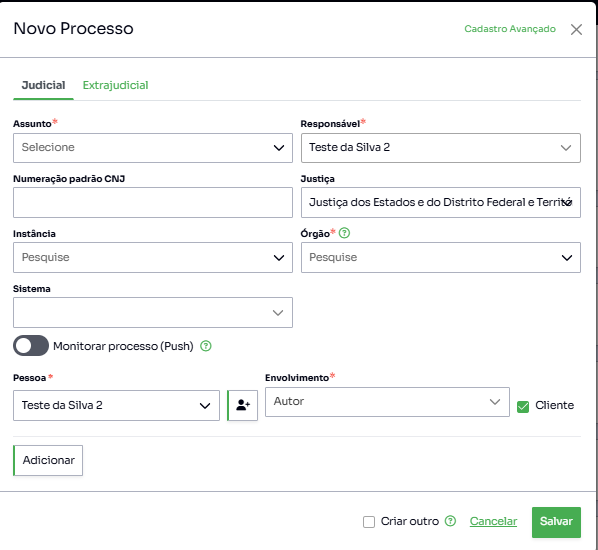 Novo Processo
Cadastro Avançado
Judicial
Extrajudicial
Assunto*
Responsável*
Selecione
Teste da Silva 2
Numeração padrão CNJ
Justiça
Justiça dos Estados e do Distrito Federal e Territó
Instância
Órgão*
Pesquise
Pesquise
Sistema
Monitorar processo (Push)
Pessoa *
Envolvimento*
Teste da Silva 2
Autor
Cliente
Adicionar
Criar outro
Cancelar
Salvar